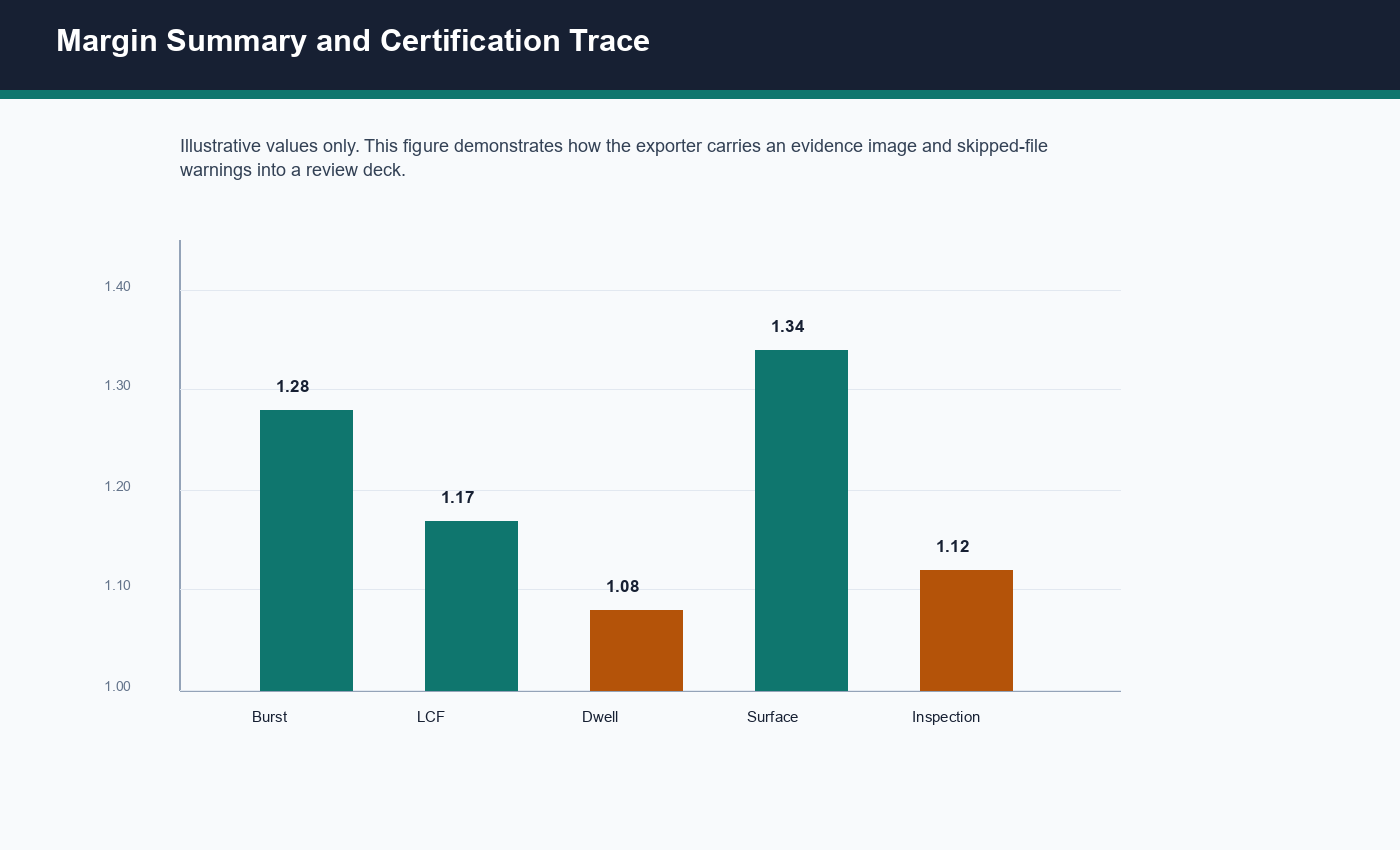 Margin Summary and Certification Trace
Illustrative values only. This figure demonstrates how the exporter carries an evidence image and skipped-file
warnings into a review deck.
1.40
1.34
1.30
1.28
1.20
1.17
1.12
1.10
1.08
1.00
Burst
LCF
Dwell
Surface
Inspection